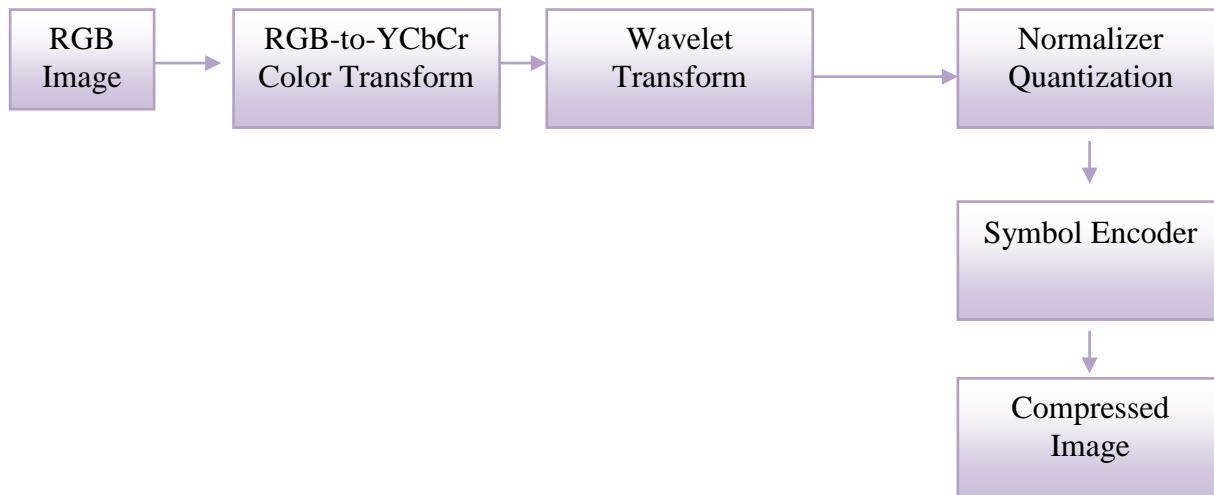 RGB
Image
RGB-to-YCbCr
Color Transform
Wavelet
Transform
Normalizer
Quantization
Symbol Encoder
Compressed
Image